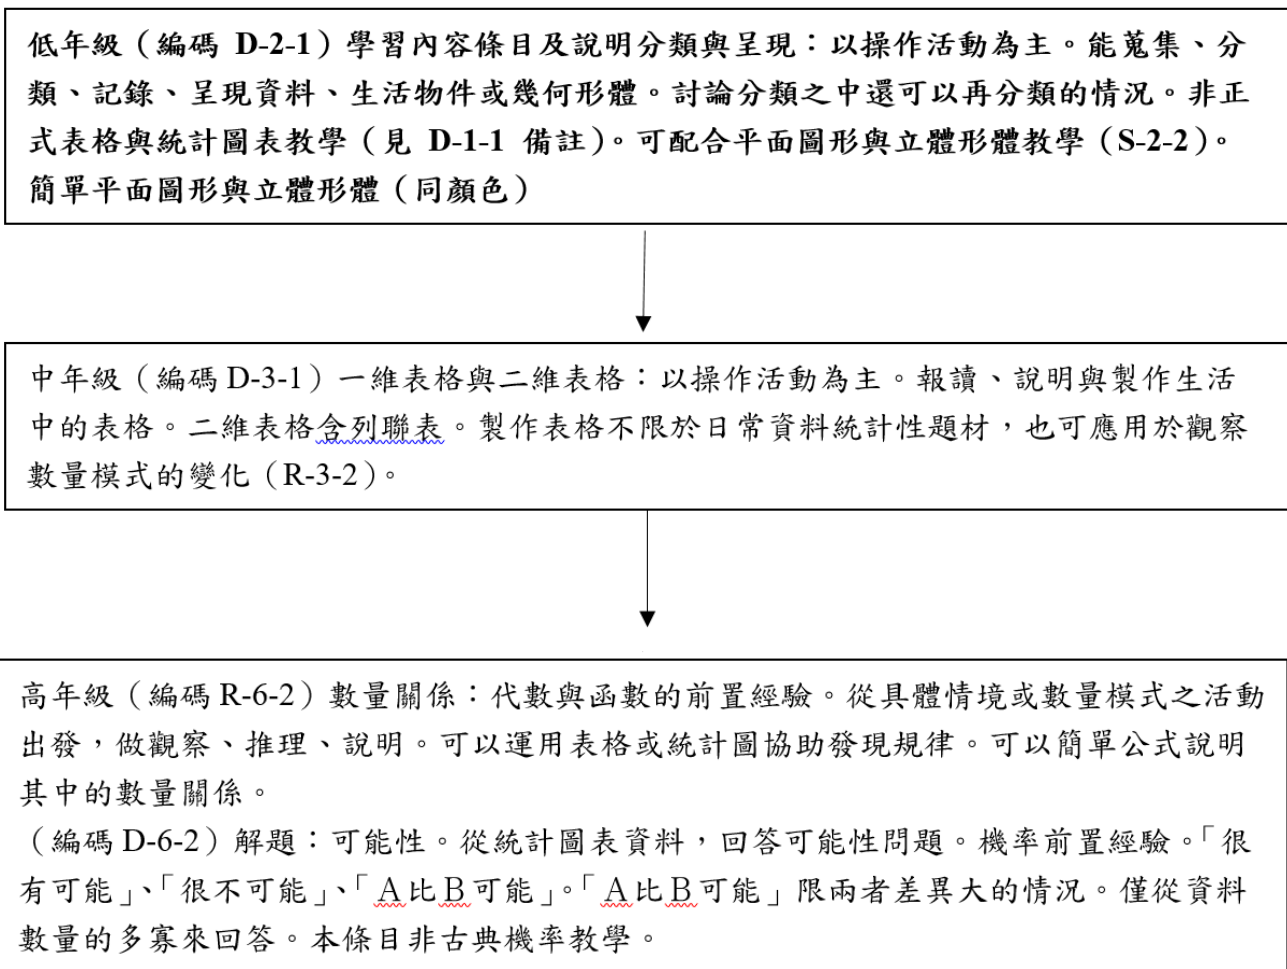 低年級（編碼 D-2-1）學習內容條目及說明分類與呈現：以操作活動為主。能蒐集、分
類、記錄、呈現資料、生活物件或幾何形體。討論分類之中還可以再分類的情況。非正
式表格與統計圖表教學（見 D-1-1 備註）。可配合平面圖形與立體形體教學（S-2-2）。
簡單平面圖形與立體形體（同顏色）
中年級（編碼 D-3-1）一維表格與二維表格：以操作活動為主。報讀、說明與製作生活
中的表格。二維表格含列聯表。製作表格不限於日常資料統計性題材，也可應用於觀察
數量模式的變化（R-3-2）。
高年級（編碼 R-6-2）數量關係：代數與函數的前置經驗。從具體情境或數量模式之活動
出發，做觀察、推理、說明。可以運用表格或統計圖協助發現規律。可以簡單公式說明
其中的數量關係。
（編碼 D-6-2）解題：可能性。從統計圖表資料，回答可能性問題。機率前置經驗。「很
有可能」、「很不可能」、「A比B可能」。「A比B可能」限兩者差異大的情況。僅從資料
數量的多寡來回答。本條目非古典機率教學。